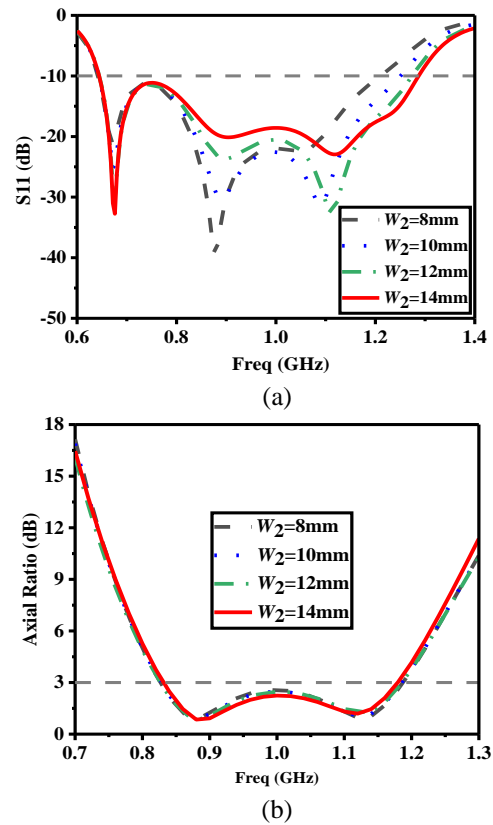 0
-10
-20
-30
-40
-50
S11 (dB)
W2=8mm
W2=10mm
W2=12mm
W2=14mm
0.6 0.8 1.0 1.2 1.4
Freq (GHz)
(a)
18
15
12
9
6
3
0
Axial Ratio (dB)
W2=8mm
W2=10mm
W2=12mm
W2=14mm
0.7 0.8 0.9 1.0 1.1 1.2 1.3
Freq (GHz)
(b)